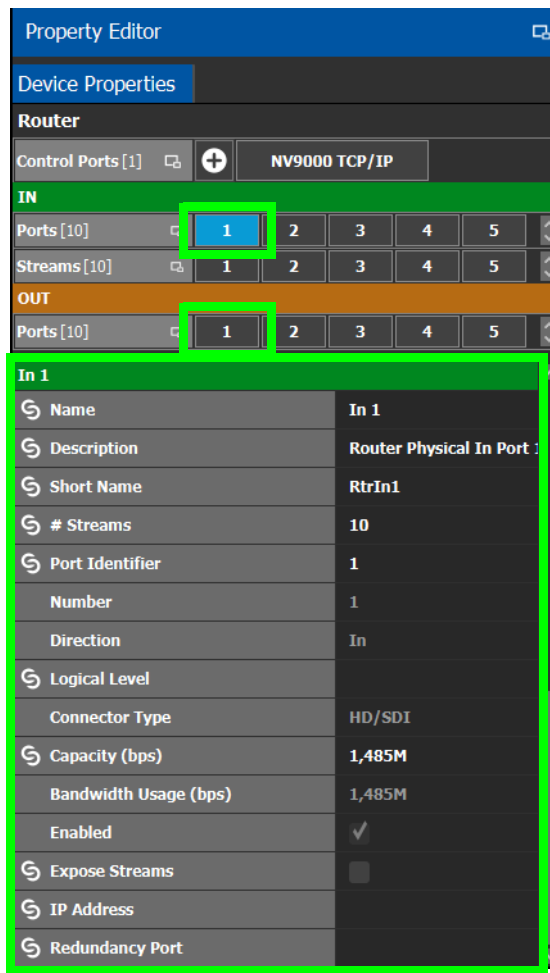 Property Editor
Device Properties
Router
Control Ports [1] NV9000 TCP/IP
IN
Ports [10] 1 2 3 4 5
Streams [10] 1 2 3 4 5
OUT
Ports [10] 1 2 3 4 5
In 1
Name In 1
Description Router Physical In Port 1
Short Name RtrIn1
# Streams 10
Port Identifier 1
Number 1
Direction In
Logical Level
Connector Type HD/SDI
Capacity (bps) 1,485M
Bandwidth Usage (bps) 1,485M
Enabled
Expose Streams
IP Address
Redundancy Port